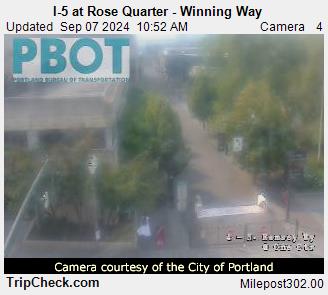 I-5 at Rose Quarter - Winning Way
Updated Sep 07 2024 10:52 AM Camera 4
PBOT
PORTLAND BUREAU OF TRANSPORTATION
Camera courtesy of the City of Portland
TripCheck.com Milepost302.00